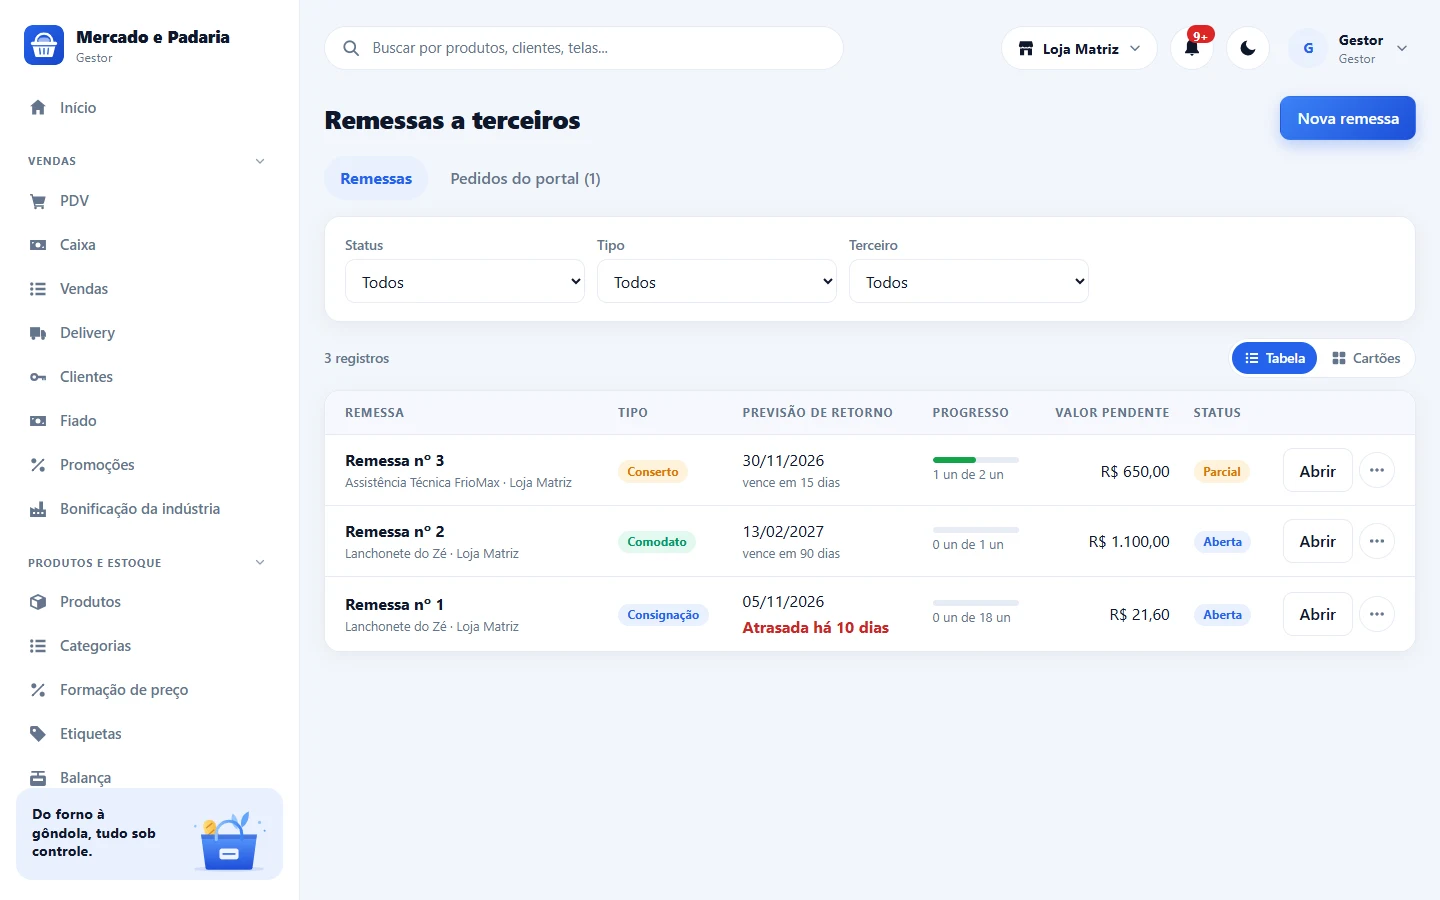 Mercado e Padaria
Gestor
Buscar por produtos, clientes, telas...
Loja Matriz
9+
G
Gestor
Gestor
Início
VENDAS
PDV
Caixa
Vendas
Delivery
Clientes
Fiado
Promoções
Bonificação da indústria
PRODUTOS E ESTOQUE
Produtos
Categorias
Formação de preço
Etiquetas
Balança
Do forno à
gôndola, tudo sob
controle.
Remessas a terceiros
Nova remessa
Remessas
Pedidos do portal (1)
Status
Tipo
Terceiro
Todos
Todos
Todos
3 registros
Tabela
Cartões
REMESSA
TIPO
PREVISÃO DE RETORNO
PROGRESSO
VALOR PENDENTE
STATUS
Remessa nº 3
Assistência Técnica FrioMax · Loja Matriz
Conserto
30/11/2026
vence em 15 dias
1 un de 2 un
R$ 650,00
Parcial
Abrir
Remessa nº 2
Lanchonete do Zé · Loja Matriz
Comodato
13/02/2027
vence em 90 dias
0 un de 1 un
R$ 1.100,00
Aberta
Abrir
Remessa nº 1
Lanchonete do Zé · Loja Matriz
Consignação
05/11/2026
Atrasada há 10 dias
0 un de 18 un
R$ 21,60
Aberta
Abrir